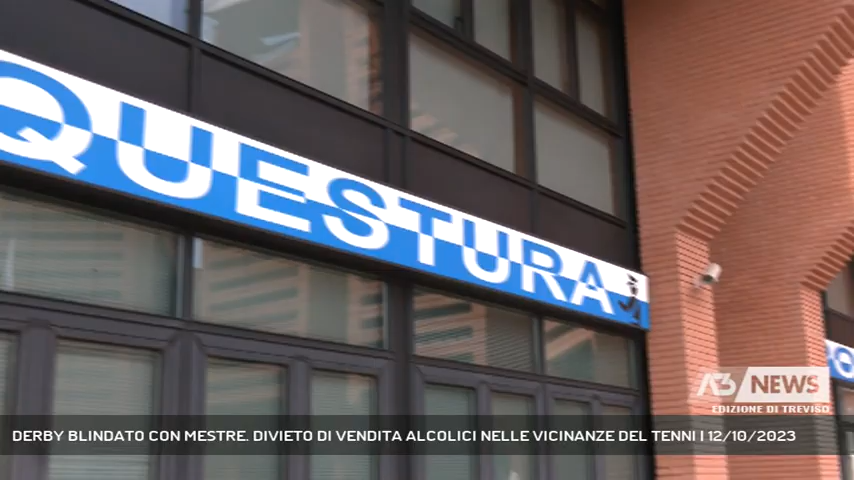 QUESTURA
PO
A3 NEWS
EDIZIONE DI TREVISO
DERBY BLINDATO CON MESTRE. DIVIETO DI VENDITA ALCOLICI NELLE VICINANZE DEL TENNI | 12/10/2023